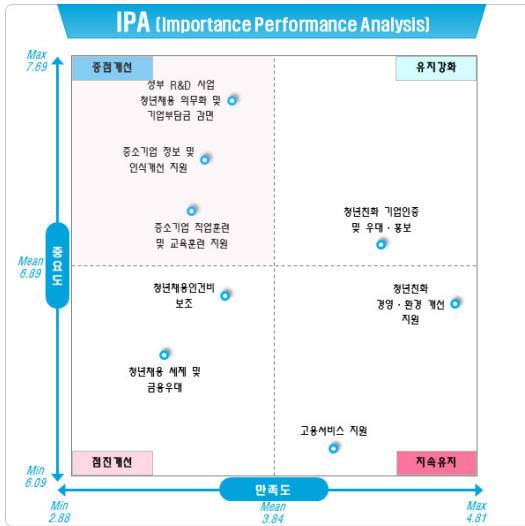 IPA (Importance Performance Analysis)
Max
7.69
중점개선
유지강화
정부 R&D 사업
청년채용 의무화 및
기업부담금 감면
중소기업 정보 및
인식개선 지원
중소기업 직업훈련
및 교육훈련 지원
청년친화 기업인증
및 우대·홍보
중요도
Mean
6.89
청년채용인건비
보조
청년친화
경영·환경 개선
지원
청년채용 세제 및
금융우대
고용서비스 지원
점진개선
지속유지
Min
6.09
만족도
Min
2.88
Mean
3.84
Max
4.81